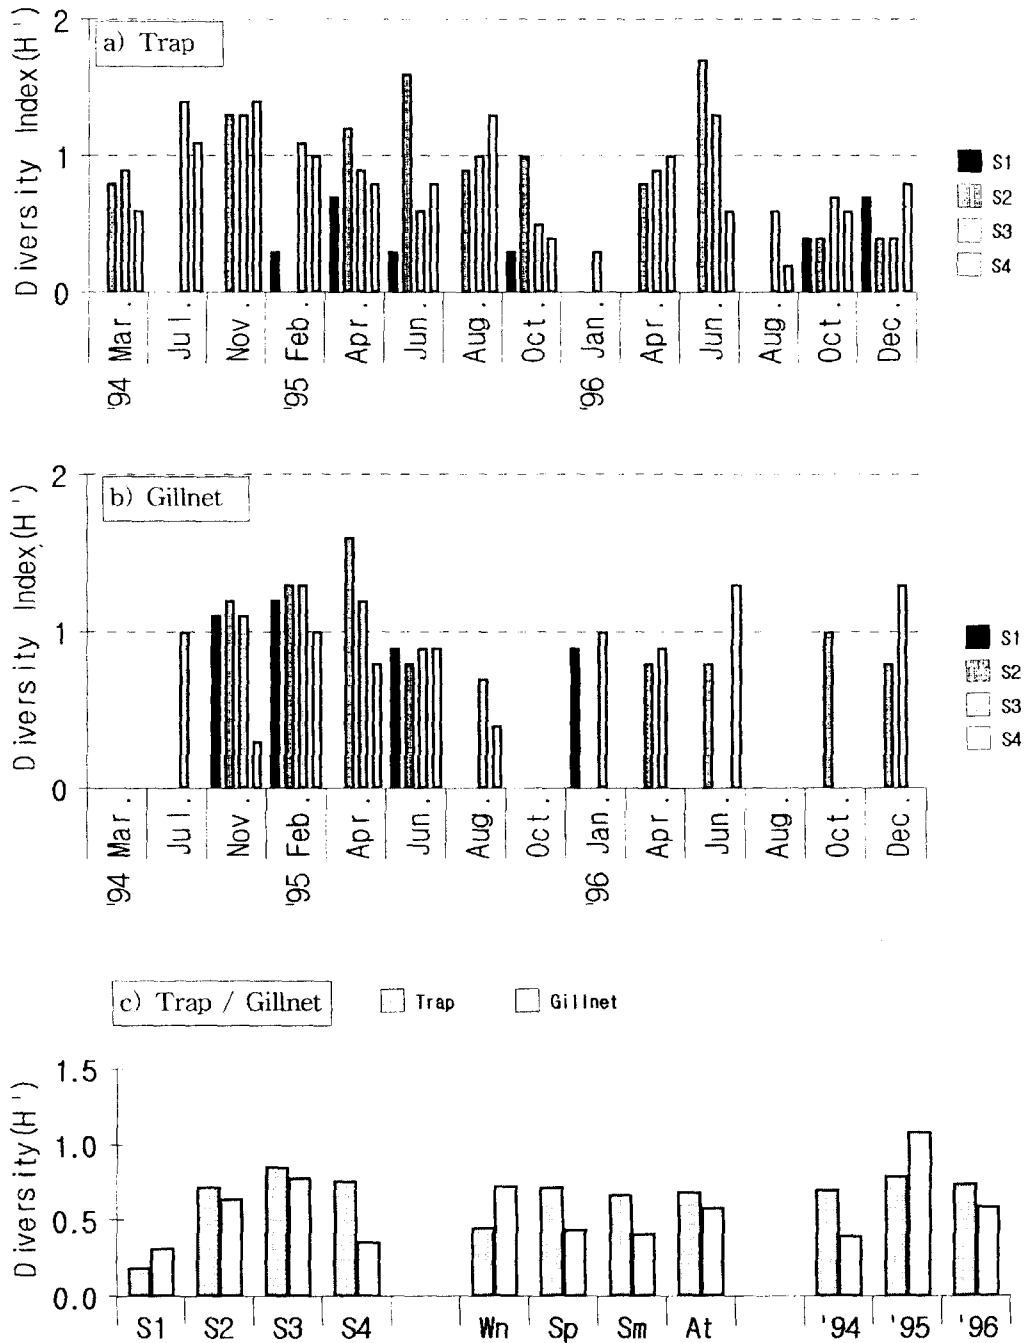 a) Trap
Diversity Index(H')
2
1
0
Mar. Jul. Nov. Feb. Apr. Jun. Aug. Oct. Jan. Apr. Jun. Aug. Oct. Dec.
'94 '95 '96
S1
S2
S3
S4
b) Gillnet
Diversity Index(H')
2
1
0
Mar. Jul. Nov. Feb. Apr. Jun. Aug. Oct. Jan. Apr. Jun. Aug. Oct. Dec.
'94 '95 '96
S1
S2
S3
S4
c) Trap / Gillnet
Trap Gillnet
Diversity(H')
1.5
1.0
0.5
0.0
S1 S2 S3 S4 Wn Sp Sm At '94 '95 '96